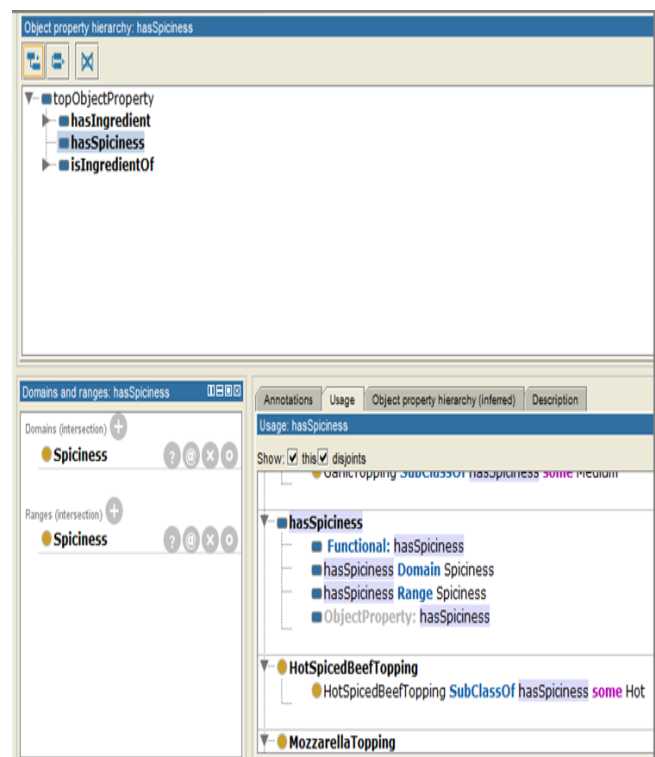 Object property hierarchy: hasSpiciness
topObjectProperty
hasIngredient
hasSpiciness
isIngredientOf
Domains and ranges: hasSpiciness
Domains (intersection)
Spiciness
Ranges (intersection)
Spiciness
Annotations Usage Object property hierarchy (inferred) Description
Usage: hasSpiciness
Show: this disjoints
GarlicTopping SubClassOf hasSpiciness some Medium
hasSpiciness
Functional: hasSpiciness
hasSpiciness Domain Spiciness
hasSpiciness Range Spiciness
ObjectProperty: hasSpiciness
HotSpicedBeefTopping
HotSpicedBeefTopping SubClassOf hasSpiciness some Hot
MozzarellaTopping